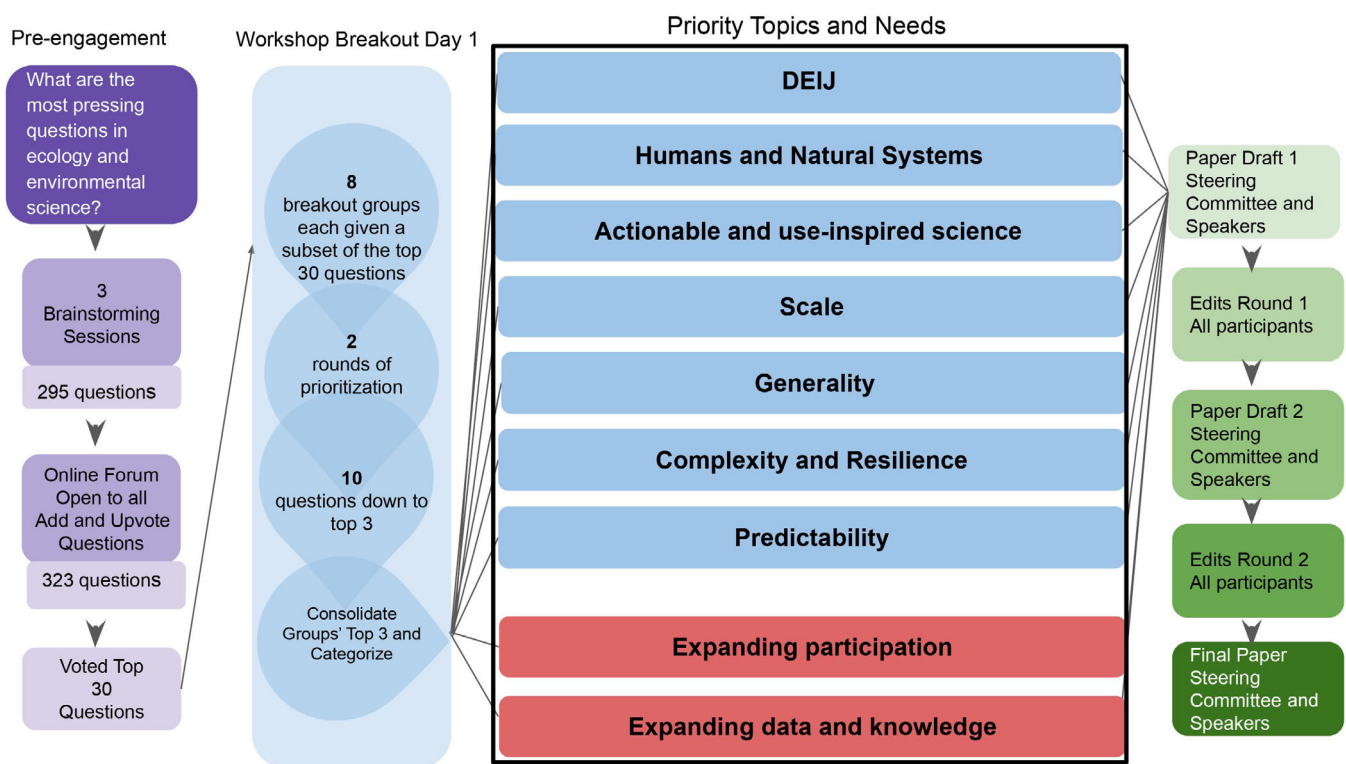 Pre-engagement
What are the
most pressing
questions in
ecology and
environmental
science?
3
Brainstorming
Sessions
295 questions
Online Forum
Open to all
Add and Upvote
Questions
323 questions
Voted Top
30
Questions
Workshop Breakout Day 1
8
breakout groups
each given a
subset of the top
30 questions
2
rounds of
prioritization
10
questions down to
top 3
Consolidate
Groups' Top 3 and
Categorize
Priority Topics and Needs
DEIJ
Humans and Natural Systems
Actionable and use-inspired science
Scale
Generality
Complexity and Resilience
Predictability
Expanding participation
Expanding data and knowledge
Paper Draft 1
Steering
Committee and
Speakers
Edits Round 1
All participants
Paper Draft 2
Steering
Committee and
Speakers
Edits Round 2
All participants
Final Paper
Steering
Committee and
Speakers